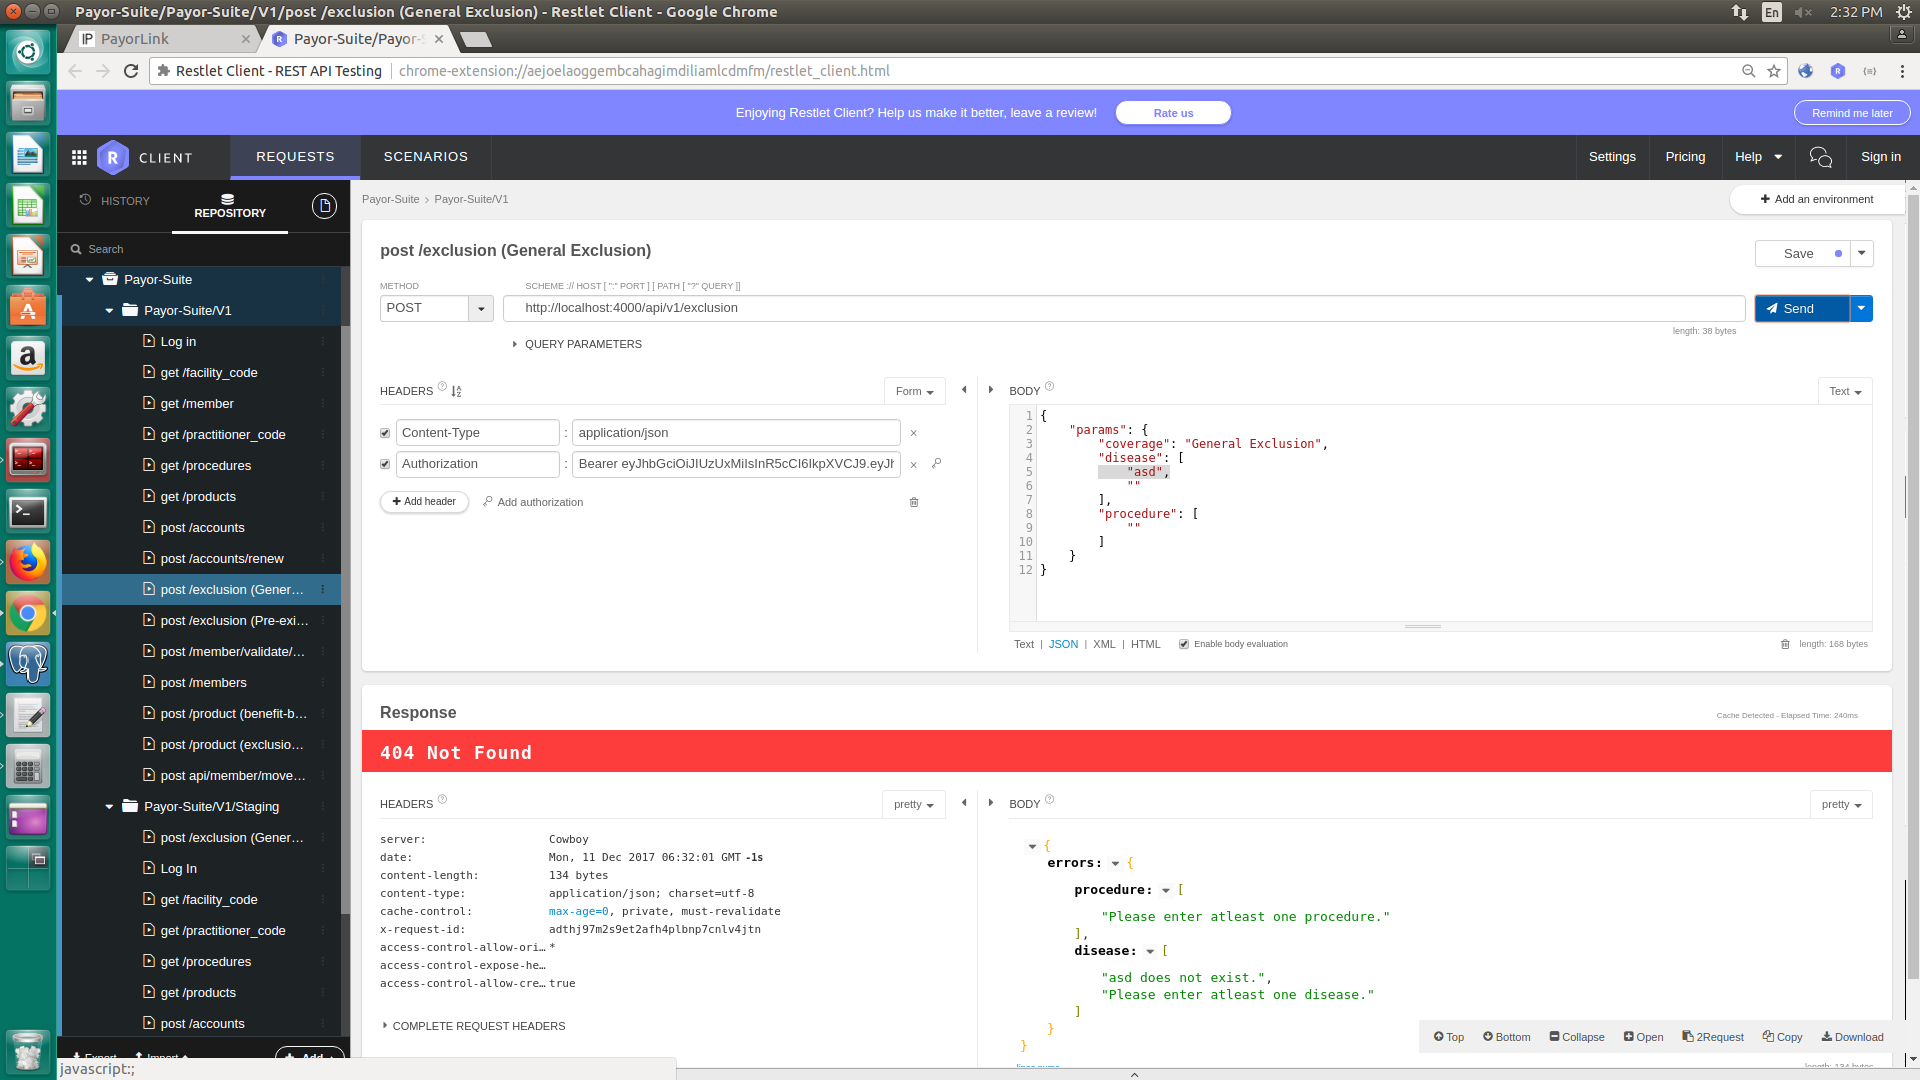 Payor-Suite/Payor-Suite/V1/post /exclusion (General Exclusion) - Restlet Client - Google Chrome
En
2:32 PM
PayorLink
Payor-Suite/Payor-S
Restlet Client - REST API Testing
chrome-extension://aejoelaoggembcahagimdiliamlcdmfm/restlet_client.html
Enjoying Restlet Client? Help us make it better, leave a review!
Rate us
Remind me later
CLIENT
REQUESTS
SCENARIOS
Settings
Pricing
Help
Sign in
HISTORY
REPOSITORY
Search
Payor-Suite
Payor-Suite/V1
Log in
get /facility_code
get /member
get /practitioner_code
get /procedures
get /products
post /accounts
post /accounts/renew
post /exclusion (Gener...
post /exclusion (Pre-exi...
post /member/validate/...
post /members
post /product (benefit-b...
post /product (exclusio...
post api/member/move...
Payor-Suite/V1/Staging
post /exclusion (Gener...
Log In
get /facility_code
get /practitioner_code
get /procedures
get /products
post /accounts
Export
Import
Add
javascript:;
Payor-Suite > Payor-Suite/V1
Add an environment
post /exclusion (General Exclusion)
Save
METHOD
SCHEME :// HOST [ ":" PORT ] [ PATH [ "?" QUERY ]]
POST
http://localhost:4000/api/v1/exclusion
Send
length: 38 bytes
QUERY PARAMETERS
HEADERS
Form
Content-Type : application/json
Authorization : Bearer eyJhbGciOiJIUzUxMiIsInR5cCI6IkpXVCJ9.eyJh
Add header
Add authorization
BODY
Text
1 {
2 "params": {
3 "coverage": "General Exclusion",
4 "disease": [
5 "asd",
6 ""
7 ],
8 "procedure": [
9 ""
10 ]
11 }
12 }
Text | JSON | XML | HTML
Enable body evaluation
length: 168 bytes
Response
Cache Detected - Elapsed Time: 240ms
404 Not Found
HEADERS
pretty
server: Cowboy
date: Mon, 11 Dec 2017 06:32:01 GMT -1s
content-length: 134 bytes
content-type: application/json; charset=utf-8
cache-control: max-age=0, private, must-revalidate
x-request-id: adthj97m2s9et2afh4plbnp7cnlv4jtn
access-control-allow-ori... *
access-control-expose-he...
access-control-allow-cre... true
COMPLETE REQUEST HEADERS
BODY
pretty
{
errors: {
procedure: [
"Please enter atleast one procedure."
],
disease: [
"asd does not exist.",
"Please enter atleast one disease."
]
}
}
Top
Bottom
Collapse
Open
2Request
Copy
Download